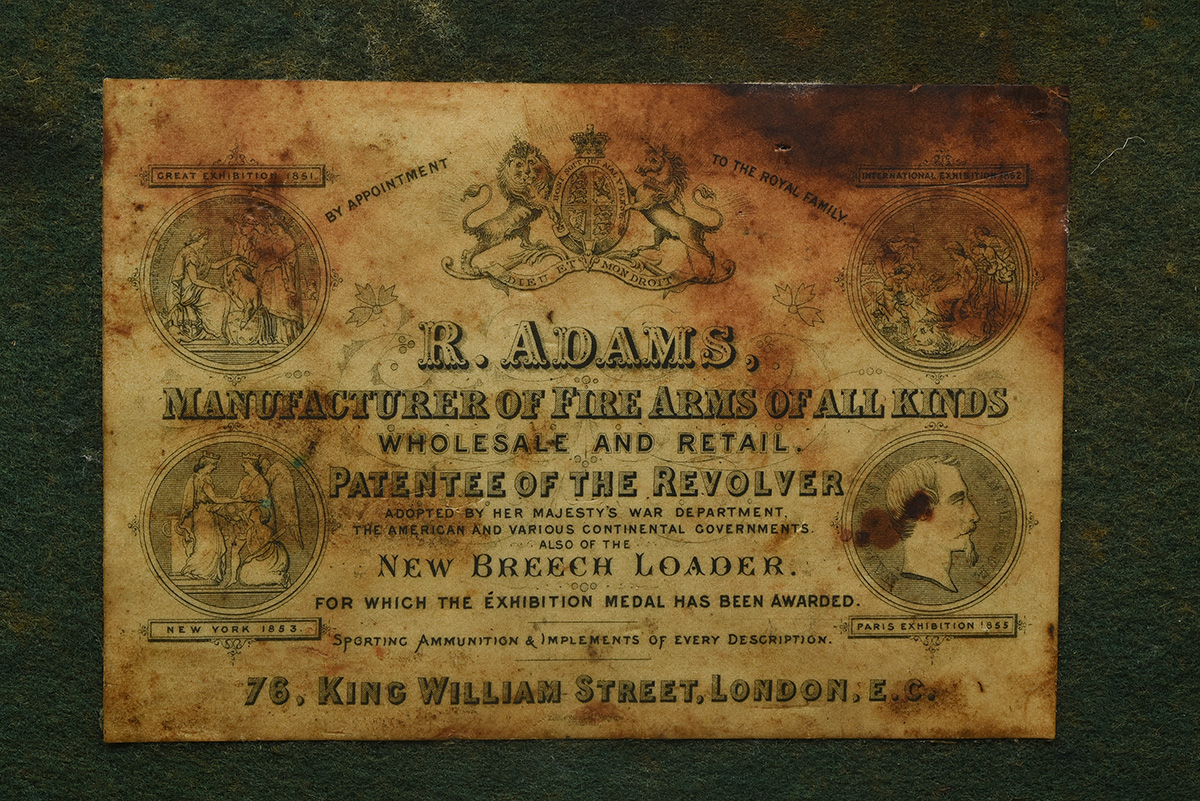 GREAT EXHIBITION 1851.
BY APPOINTMENT
TO THE ROYAL FAMILY.
INTERNATIONAL EXHIBITION 1862
DIEU ET MON DROIT
R. ADAMS,
MANUFACTURER OF FIRE ARMS OF ALL KINDS
WHOLESALE AND RETAIL.
PATENTEE OF THE REVOLVER
ADOPTED BY HER MAJESTY'S WAR DEPARTMENT,
THE AMERICAN AND VARIOUS CONTINENTAL GOVERNMENTS.
ALSO OF THE
NEW BREECH LOADER.
FOR WHICH THE ÉXHIBITION MEDAL HAS BEEN AWARDED.
NEW YORK 1853.
PARIS EXHIBITION 1855
SPORTING AMMUNITION & IMPLEMENTS OF EVERY DESCRIPTION.
76, KING WILLIAM STREET, LONDON, E.C.